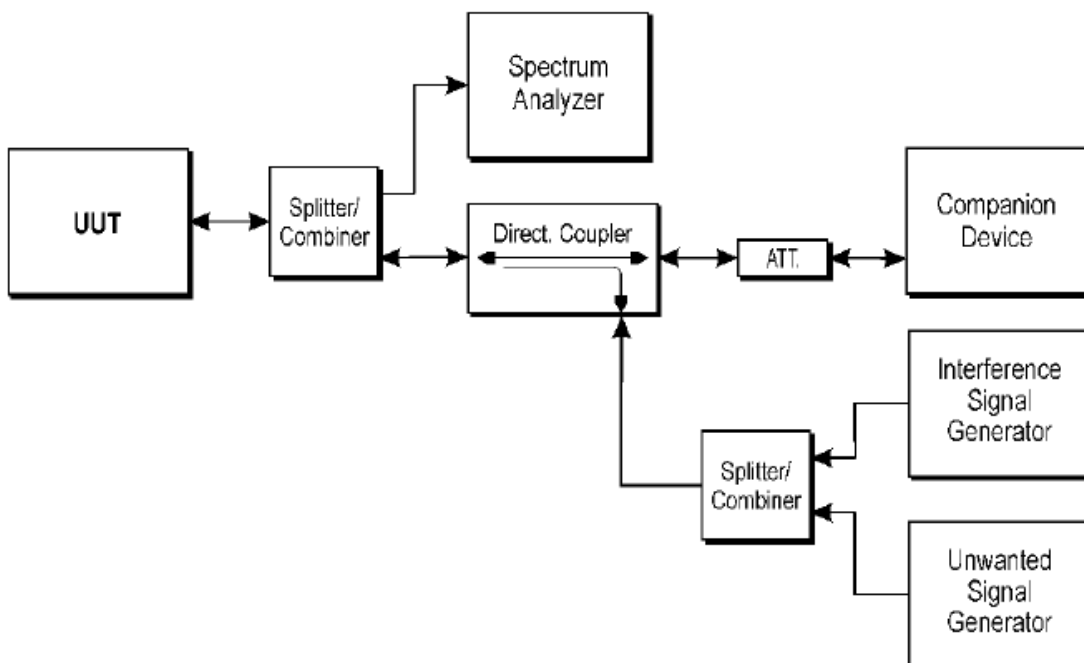 Spectrum
Analyzer
UUT
Splitter/
Combiner
Direct. Coupler
ATT.
Companion
Device
Interference
Signal
Generator
Splitter/
Combiner
Unwanted
Signal
Generator